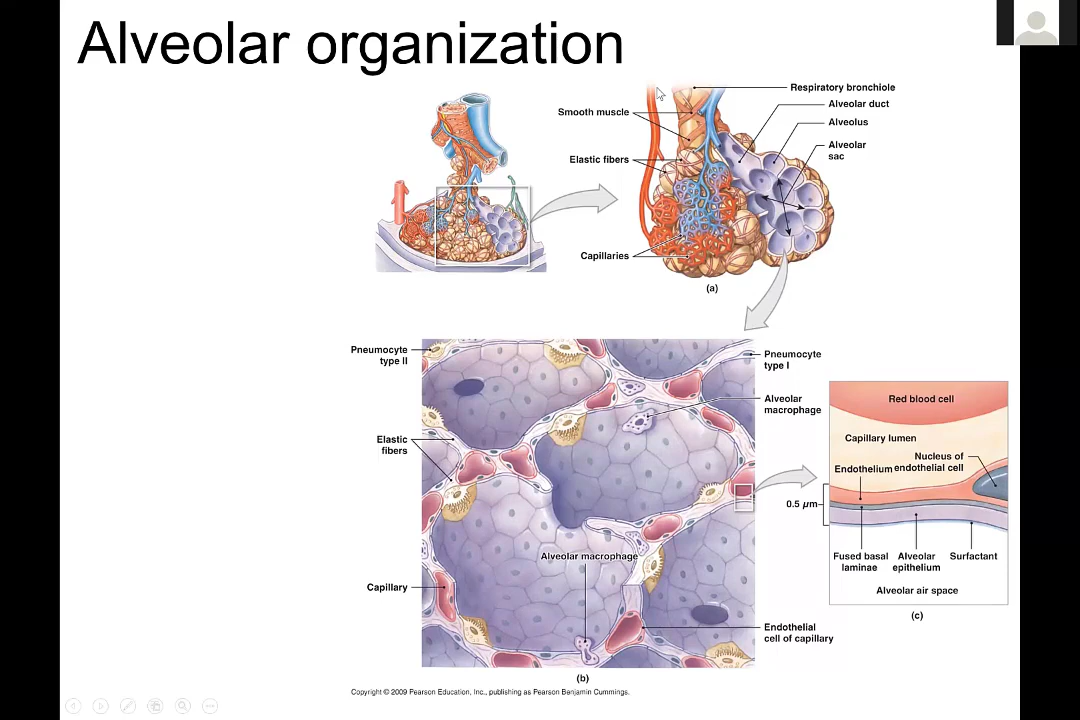 Alveolar organization
Respiratory bronchiole
Smooth muscle
Alveolar duct
Alveolus
Alveolar
sac
Elastic fibers
Capillaries
(a)
Pneumocyte
type II
Pneumocyte
type I
Alveolar
macrophage
Elastic
fibers
Alveolar macrophage
Capillary
Endothelial
cell of capillary
(b)
Red blood cell
Capillary lumen
Nucleus of
endothelial cell
Endothelium
0.5 µm
Fused basal
laminae
Alveolar
epithelium
Surfactant
Alveolar air space
(c)
Copyright © 2009 Pearson Education, Inc., publishing as Pearson Benjamin Cummings.